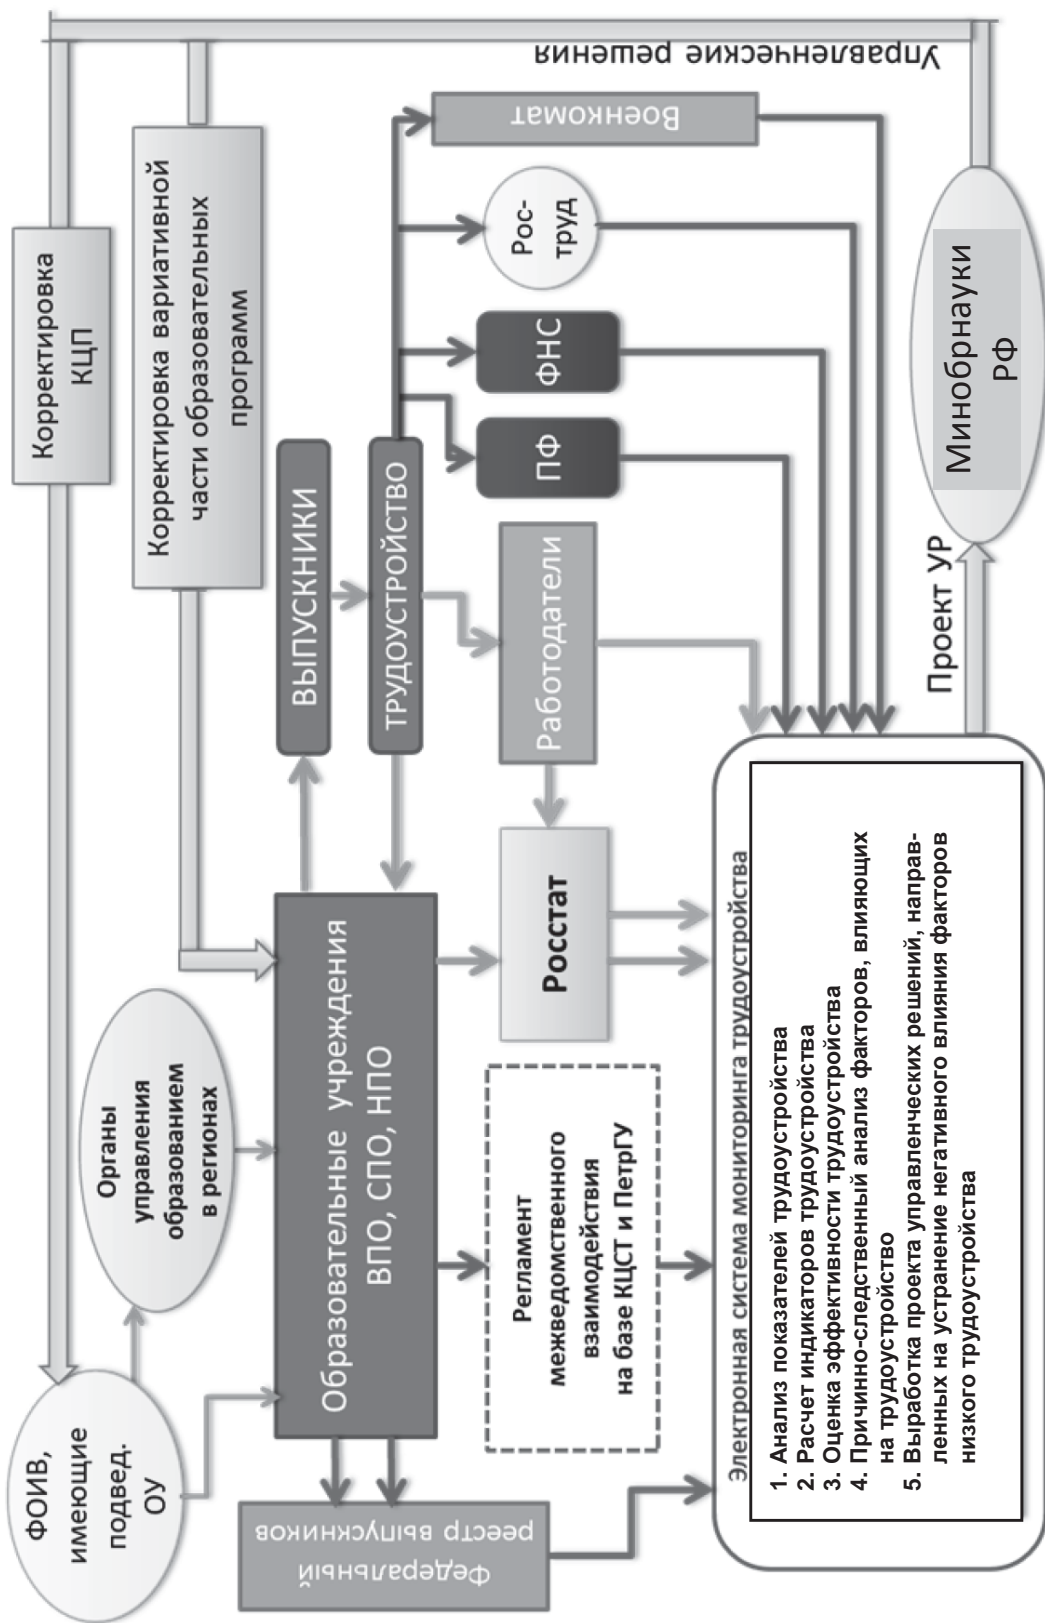 ФОИВ,
имеющие
подвед.
ОУ
Корректировка
КЦП
Органы
управления
образованием
в регионах
Корректировка вариативной
части образовательных
программ
Управленческие решения
Федеральный
реестр выпускников
Образовательные учреждения
ВПО, СПО, НПО
ВЫПУСКНИКИ
ТРУДОУСТРОЙСТВО
Военкомат
Регламент
межведомственного
взаимодействия
на базе КЦСТ и ПетрГУ
Росстат
Работодатели
ПФ
ФНС
Рос-
труд
Электронная система мониторинга трудоустройства
1. Анализ показателей трудоустройства
2. Расчет индикаторов трудоустройства
3. Оценка эффективности трудоустройства
4. Причинно-следственный анализ факторов, влияющих
на трудоустройство
5. Выработка проекта управленческих решений, направ-
ленных на устранение негативного влияния факторов
низкого трудоустройства
Проект УР
Минобрнауки
РФ